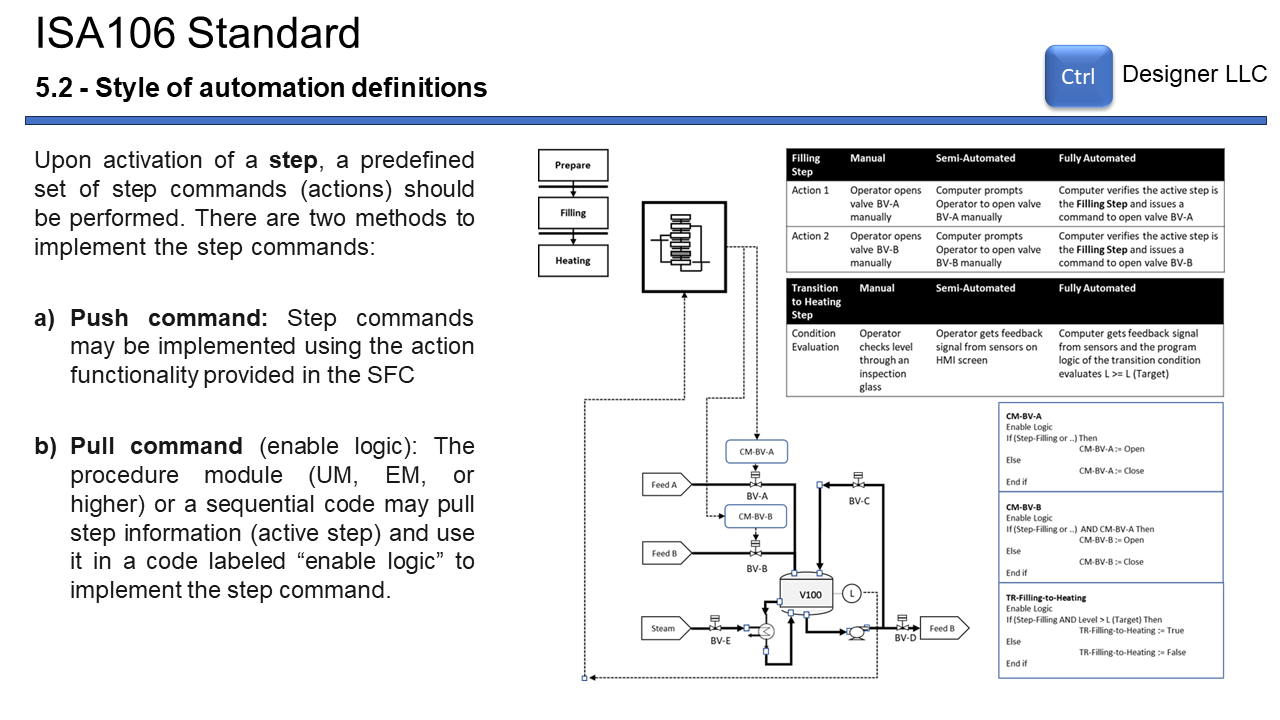 ISA106 Standard
5.2 - Style of automation definitions
Ctrl
Designer LLC
Upon activation of a step, a predefined
set of step commands (actions) should
be performed. There are two methods to
implement the step commands:
a) Push command: Step commands
may be implemented using the action
functionality provided in the SFC
b) Pull command (enable logic): The
procedure module (UM, EM, or
higher) or a sequential code may pull
step information (active step) and use
it in a code labeled “enable logic” to
implement the step command.
Prepare
Filling
Heating
Filling Manual Semi-Automated Fully Automated
Step
Action 1 Operator opens Computer prompts Computer verifies the active step is
valve BV-A Operator to open valve the Filling Step and issues a
manually BV-A manually command to open valve BV-A
Action 2 Operator opens Computer prompts Computer verifies the active step is
valve BV-B Operator to open valve the Filling Step and issues a
manually BV-B manually command to open valve BV-B
Transition Manual Semi-Automated Fully Automated
to Heating
Step
Condition Operator Operator gets feedback Computer gets feedback signal
Evaluation checks level signal from sensors on from sensors and the program
through an HMI screen logic of the transition condition
inspection evaluates L >= L (Target)
glass
CM-BV-A
Feed A
BV-A
CM-BV-B
Feed B
BV-B
BV-C
V100
L
Steam
BV-E
BV-D
Feed B
CM-BV-A
Enable Logic
If (Step-Filling or ..) Then
CM-BV-A := Open
Else
CM-BV-A := Close
End if
CM-BV-B
Enable Logic
If (Step-Filling or ..) AND CM-BV-A Then
CM-BV-B := Open
Else
CM-BV-B := Close
End if
TR-Filling-to-Heating
Enable Logic
If (Step-Filling AND Level > L (Target) Then
TR-Filling-to-Heating := True
Else
TR-Filling-to-Heating := False
End if